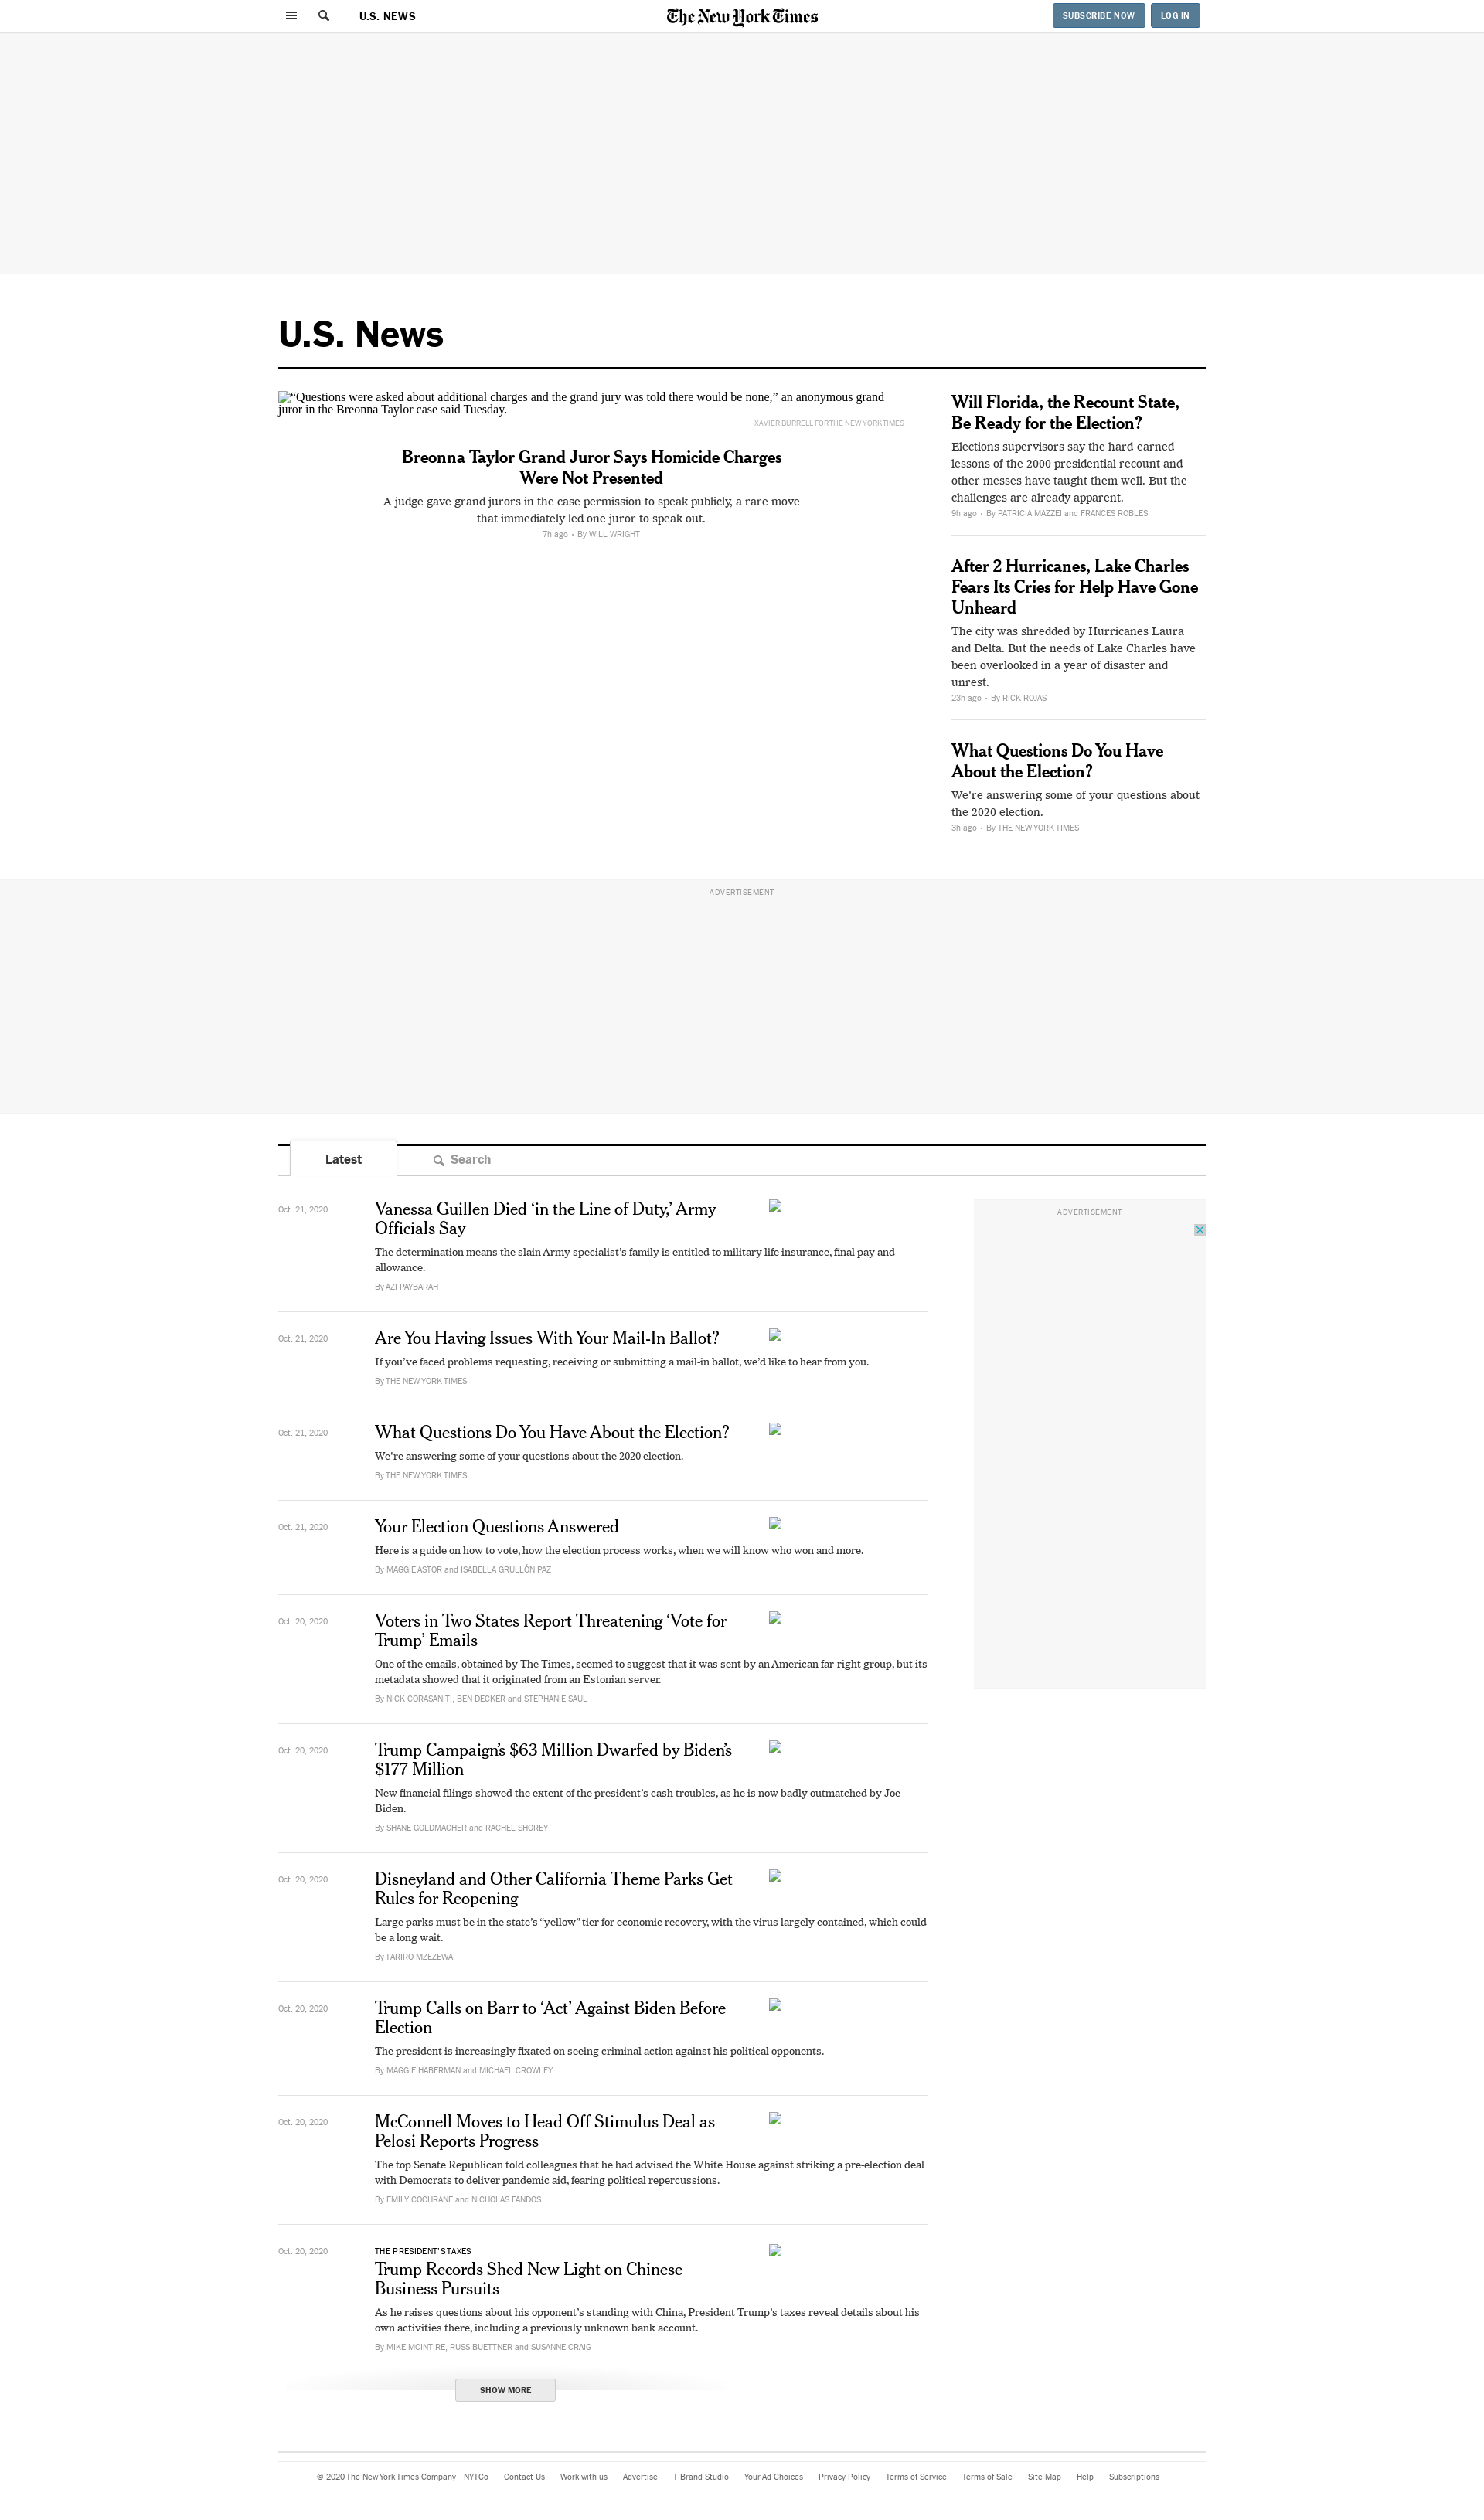 U.S. NEWS
The New York Times
SUBSCRIBE NOW
LOG IN
U.S. News
“Questions were asked about additional charges and the grand jury was told there would be none,” an anonymous grand
juror in the Breonna Taylor case said Tuesday.
XAVIER BURRELL FOR THE NEW YORK TIMES
Breonna Taylor Grand Juror Says Homicide Charges
Were Not Presented
A judge gave grand jurors in the case permission to speak publicly, a rare move
that immediately led one juror to speak out.
7h ago • By WILL WRIGHT
Will Florida, the Recount State,
Be Ready for the Election?
Elections supervisors say the hard-earned
lessons of the 2000 presidential recount and
other messes have taught them well. But the
challenges are already apparent.
9h ago • By PATRICIA MAZZEI and FRANCES ROBLES
After 2 Hurricanes, Lake Charles
Fears Its Cries for Help Have Gone
Unheard
The city was shredded by Hurricanes Laura
and Delta. But the needs of Lake Charles have
been overlooked in a year of disaster and
unrest.
23h ago • By RICK ROJAS
What Questions Do You Have
About the Election?
We're answering some of your questions about
the 2020 election.
3h ago • By THE NEW YORK TIMES
ADVERTISEMENT
Latest
Search
Oct. 21, 2020
Vanessa Guillen Died ‘in the Line of Duty,’ Army
Officials Say
The determination means the slain Army specialist’s family is entitled to military life insurance, final pay and
allowance.
By AZI PAYBARAH
ADVERTISEMENT
Oct. 21, 2020
Are You Having Issues With Your Mail-In Ballot?
If you’ve faced problems requesting, receiving or submitting a mail-in ballot, we’d like to hear from you.
By THE NEW YORK TIMES
Oct. 21, 2020
What Questions Do You Have About the Election?
We're answering some of your questions about the 2020 election.
By THE NEW YORK TIMES
Oct. 21, 2020
Your Election Questions Answered
Here is a guide on how to vote, how the election process works, when we will know who won and more.
By MAGGIE ASTOR and ISABELLA GRULLÓN PAZ
Oct. 20, 2020
Voters in Two States Report Threatening ‘Vote for
Trump’ Emails
One of the emails, obtained by The Times, seemed to suggest that it was sent by an American far-right group, but its
metadata showed that it originated from an Estonian server.
By NICK CORASANITI, BEN DECKER and STEPHANIE SAUL
Oct. 20, 2020
Trump Campaign’s $63 Million Dwarfed by Biden’s
$177 Million
New financial filings showed the extent of the president’s cash troubles, as he is now badly outmatched by Joe
Biden.
By SHANE GOLDMACHER and RACHEL SHOREY
Oct. 20, 2020
Disneyland and Other California Theme Parks Get
Rules for Reopening
Large parks must be in the state’s “yellow” tier for economic recovery, with the virus largely contained, which could
be a long wait.
By TARIRO MZEZEWA
Oct. 20, 2020
Trump Calls on Barr to ‘Act’ Against Biden Before
Election
The president is increasingly fixated on seeing criminal action against his political opponents.
By MAGGIE HABERMAN and MICHAEL CROWLEY
Oct. 20, 2020
McConnell Moves to Head Off Stimulus Deal as
Pelosi Reports Progress
The top Senate Republican told colleagues that he had advised the White House against striking a pre-election deal
with Democrats to deliver pandemic aid, fearing political repercussions.
By EMILY COCHRANE and NICHOLAS FANDOS
Oct. 20, 2020
THE PRESIDENT’S TAXES
Trump Records Shed New Light on Chinese
Business Pursuits
As he raises questions about his opponent’s standing with China, President Trump’s taxes reveal details about his
own activities there, including a previously unknown bank account.
By MIKE MCINTIRE, RUSS BUETTNER and SUSANNE CRAIG
SHOW MORE
© 2020 The New York Times Company NYTCo Contact Us Work with us Advertise T Brand Studio Your Ad Choices Privacy Policy Terms of Service Terms of Sale Site Map Help Subscriptions